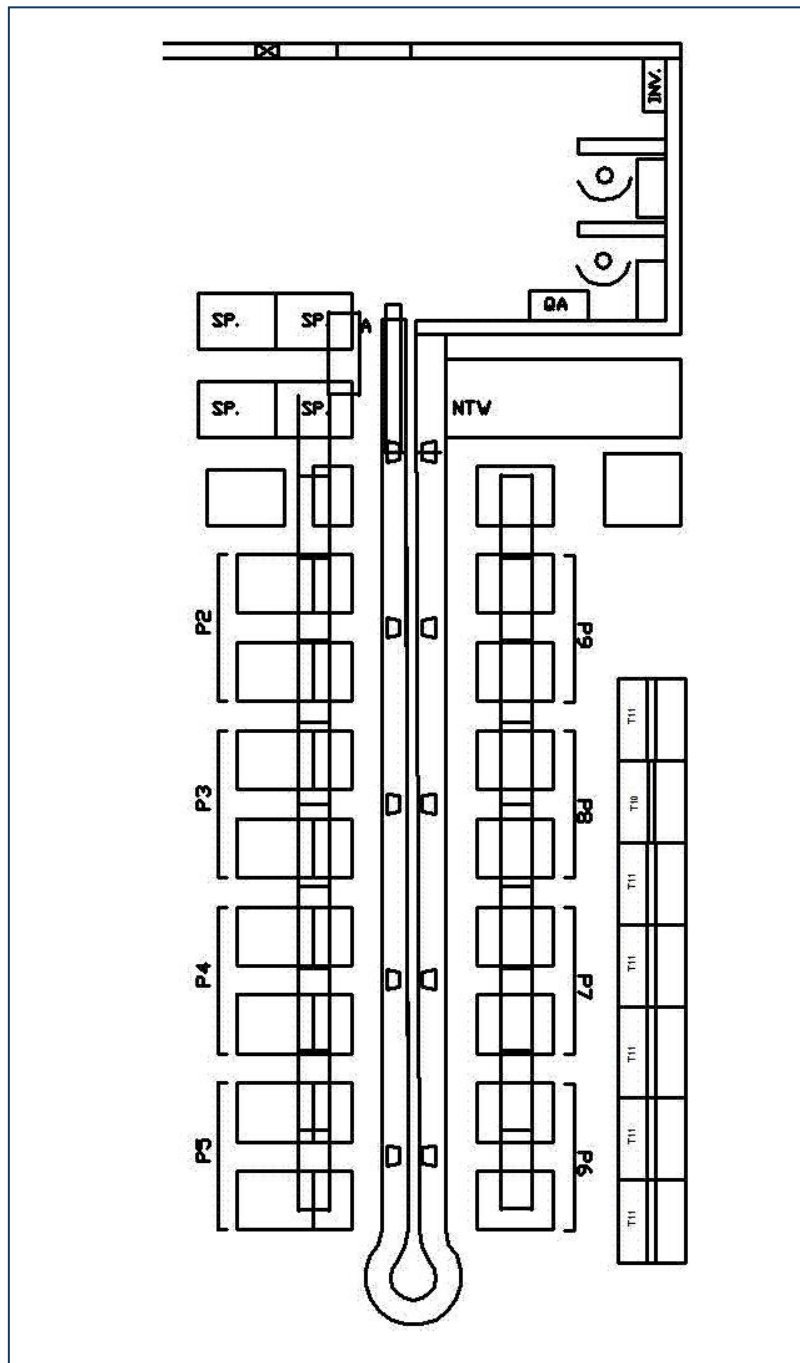 INV.
QA
SP. SP. A
SP. SP. NTW
P2 P9
P3 P8
P4 P7
P5 P6
T11
T10
T11
T11
T11
T11
T11